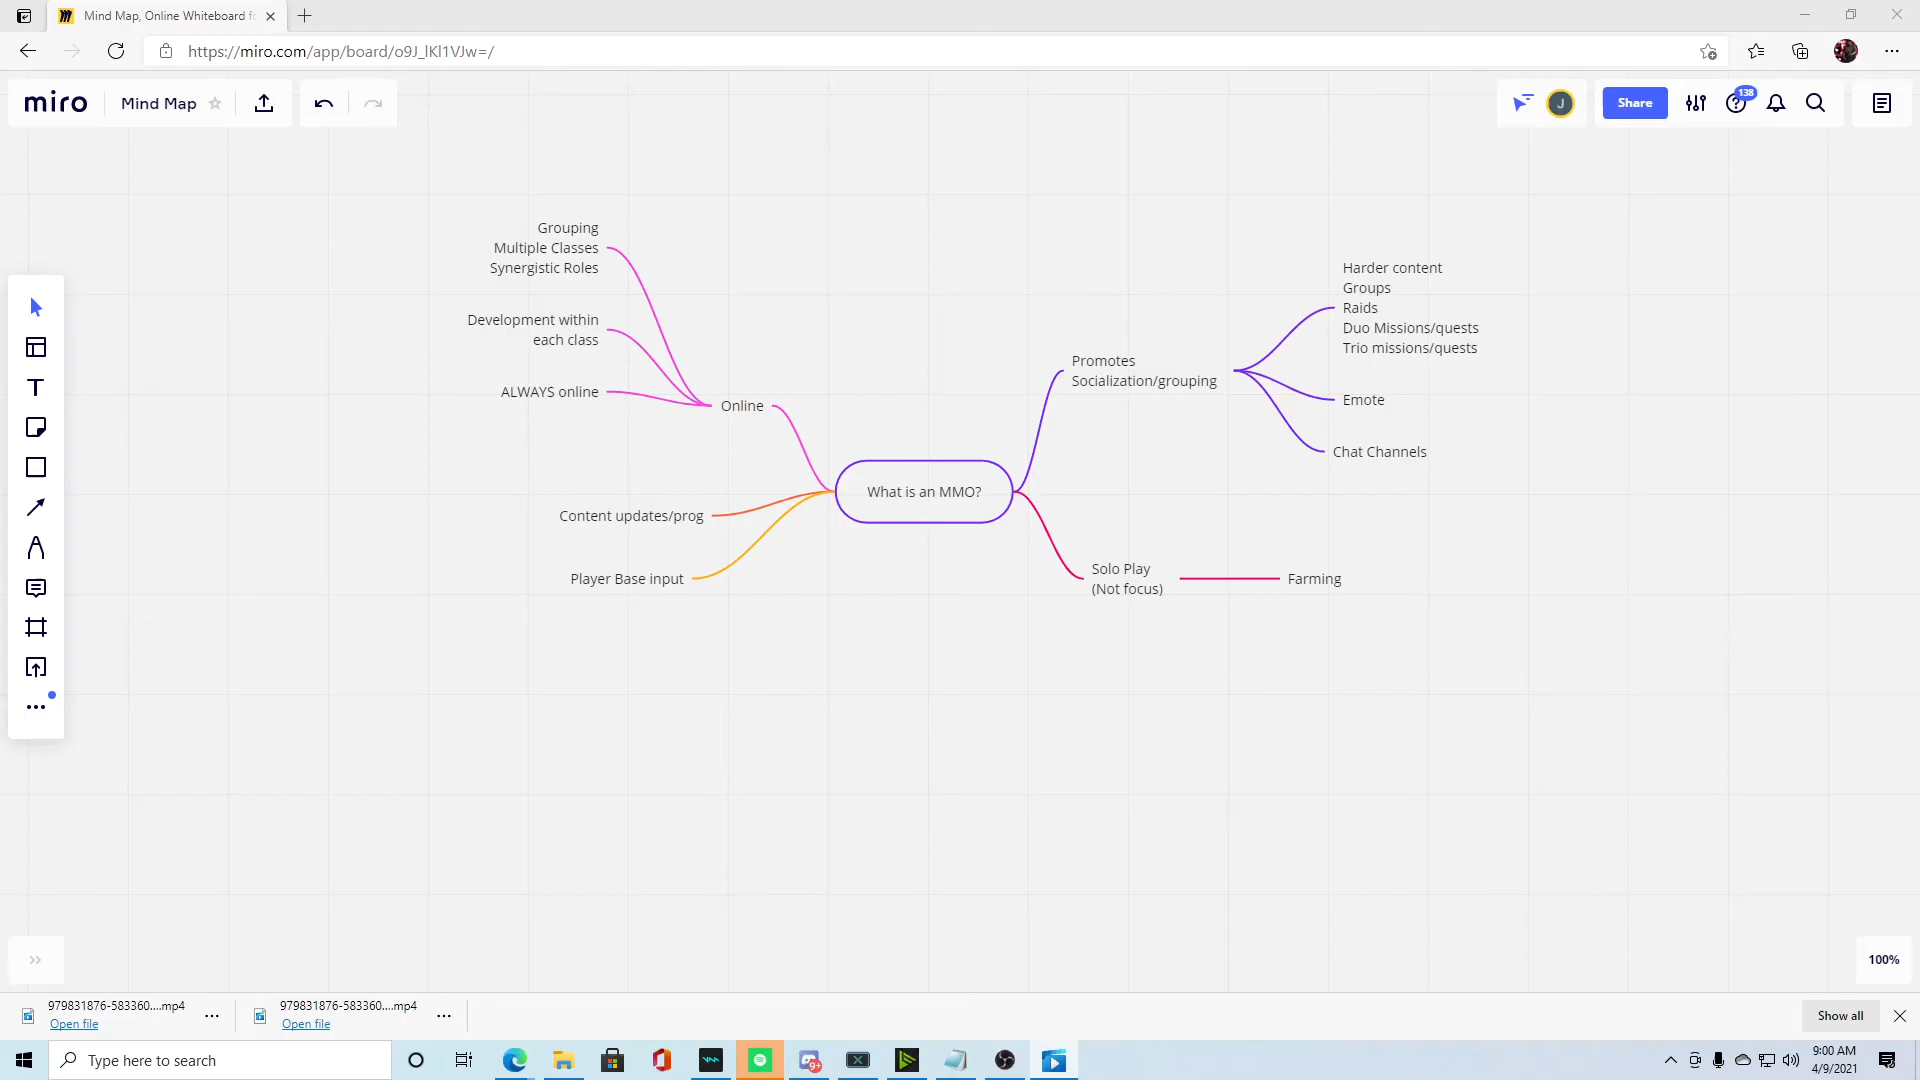 Mind Map, Online Whiteboard fo
https://miro.com/app/board/o9J_lKl1VJw=/
miro
Mind Map
J
Share
138
Grouping
Multiple Classes
Synergistic Roles
Development within
each class
ALWAYS online
Online
Content updates/prog
Player Base input
What is an MMO?
Promotes
Socialization/grouping
Harder content
Groups
Raids
Duo Missions/quests
Trio missions/quests
Emote
Chat Channels
Solo Play
(Not focus)
Farming
100%
979831876-583360....mp4
Open file
979831876-583360....mp4
Open file
Show all
Type here to search
9+
9:00 AM
4/9/2021